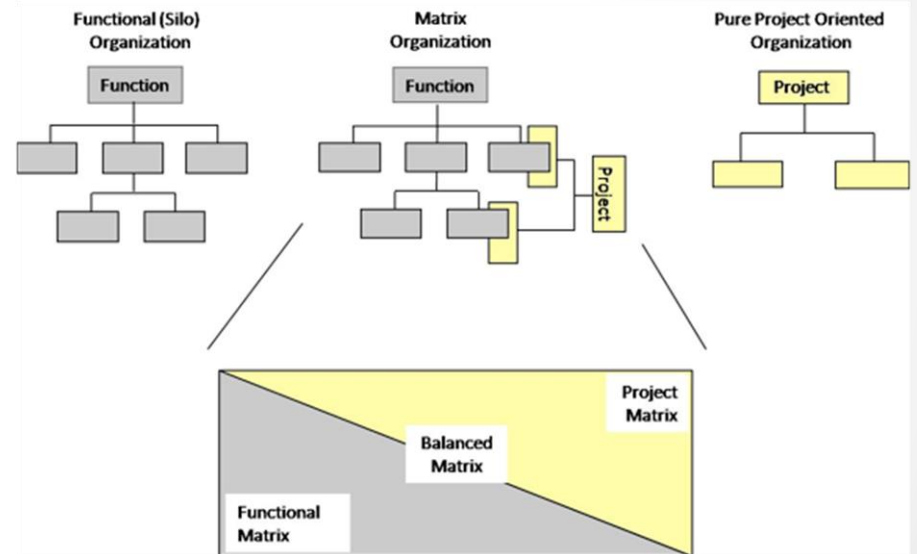 Functional (Silo)
Organization
Matrix
Organization
Pure Project Oriented
Organization
Function
Function
Project
Project
Project
Matrix
Balanced
Matrix
Functional
Matrix